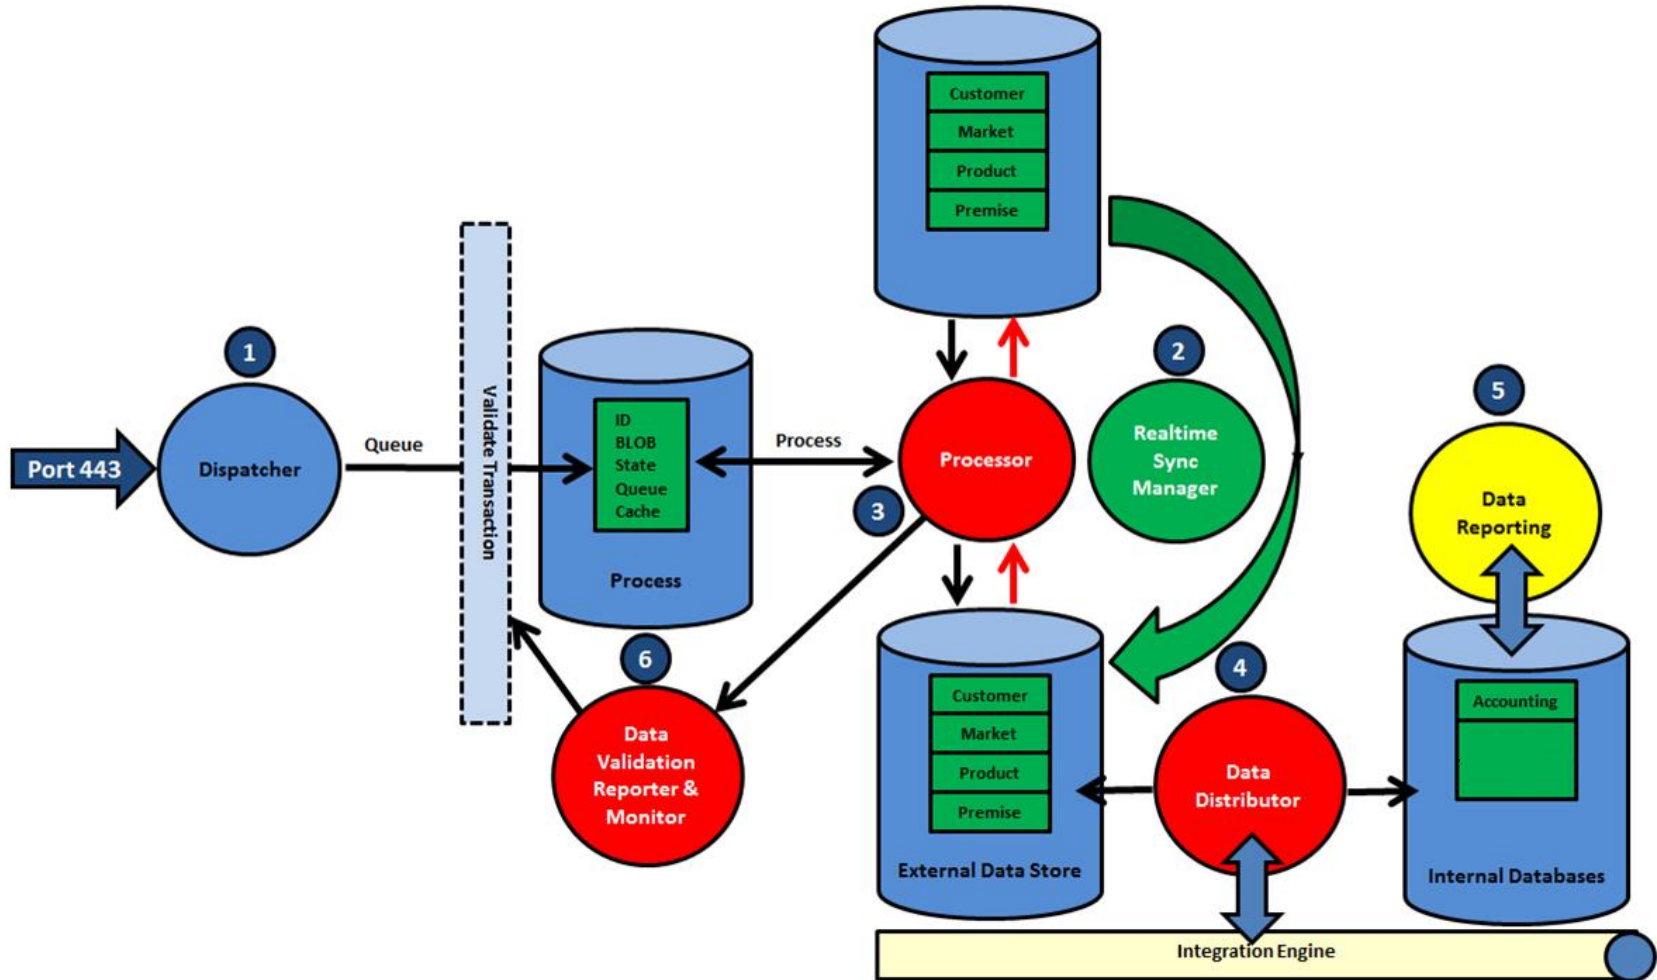 Customer
Market
Product
Premise
1
2
5
Port 443
Dispatcher
Queue
Validate Transaction
ID
BLOB
State
Queue
Cache
Process
Process
Processor
3
Realtime
Sync
Manager
Data
Reporting
6
Data
Validation
Reporter &
Monitor
Customer
Market
Product
Premise
External Data Store
4
Data
Distributor
Accounting
Internal Databases
Integration Engine